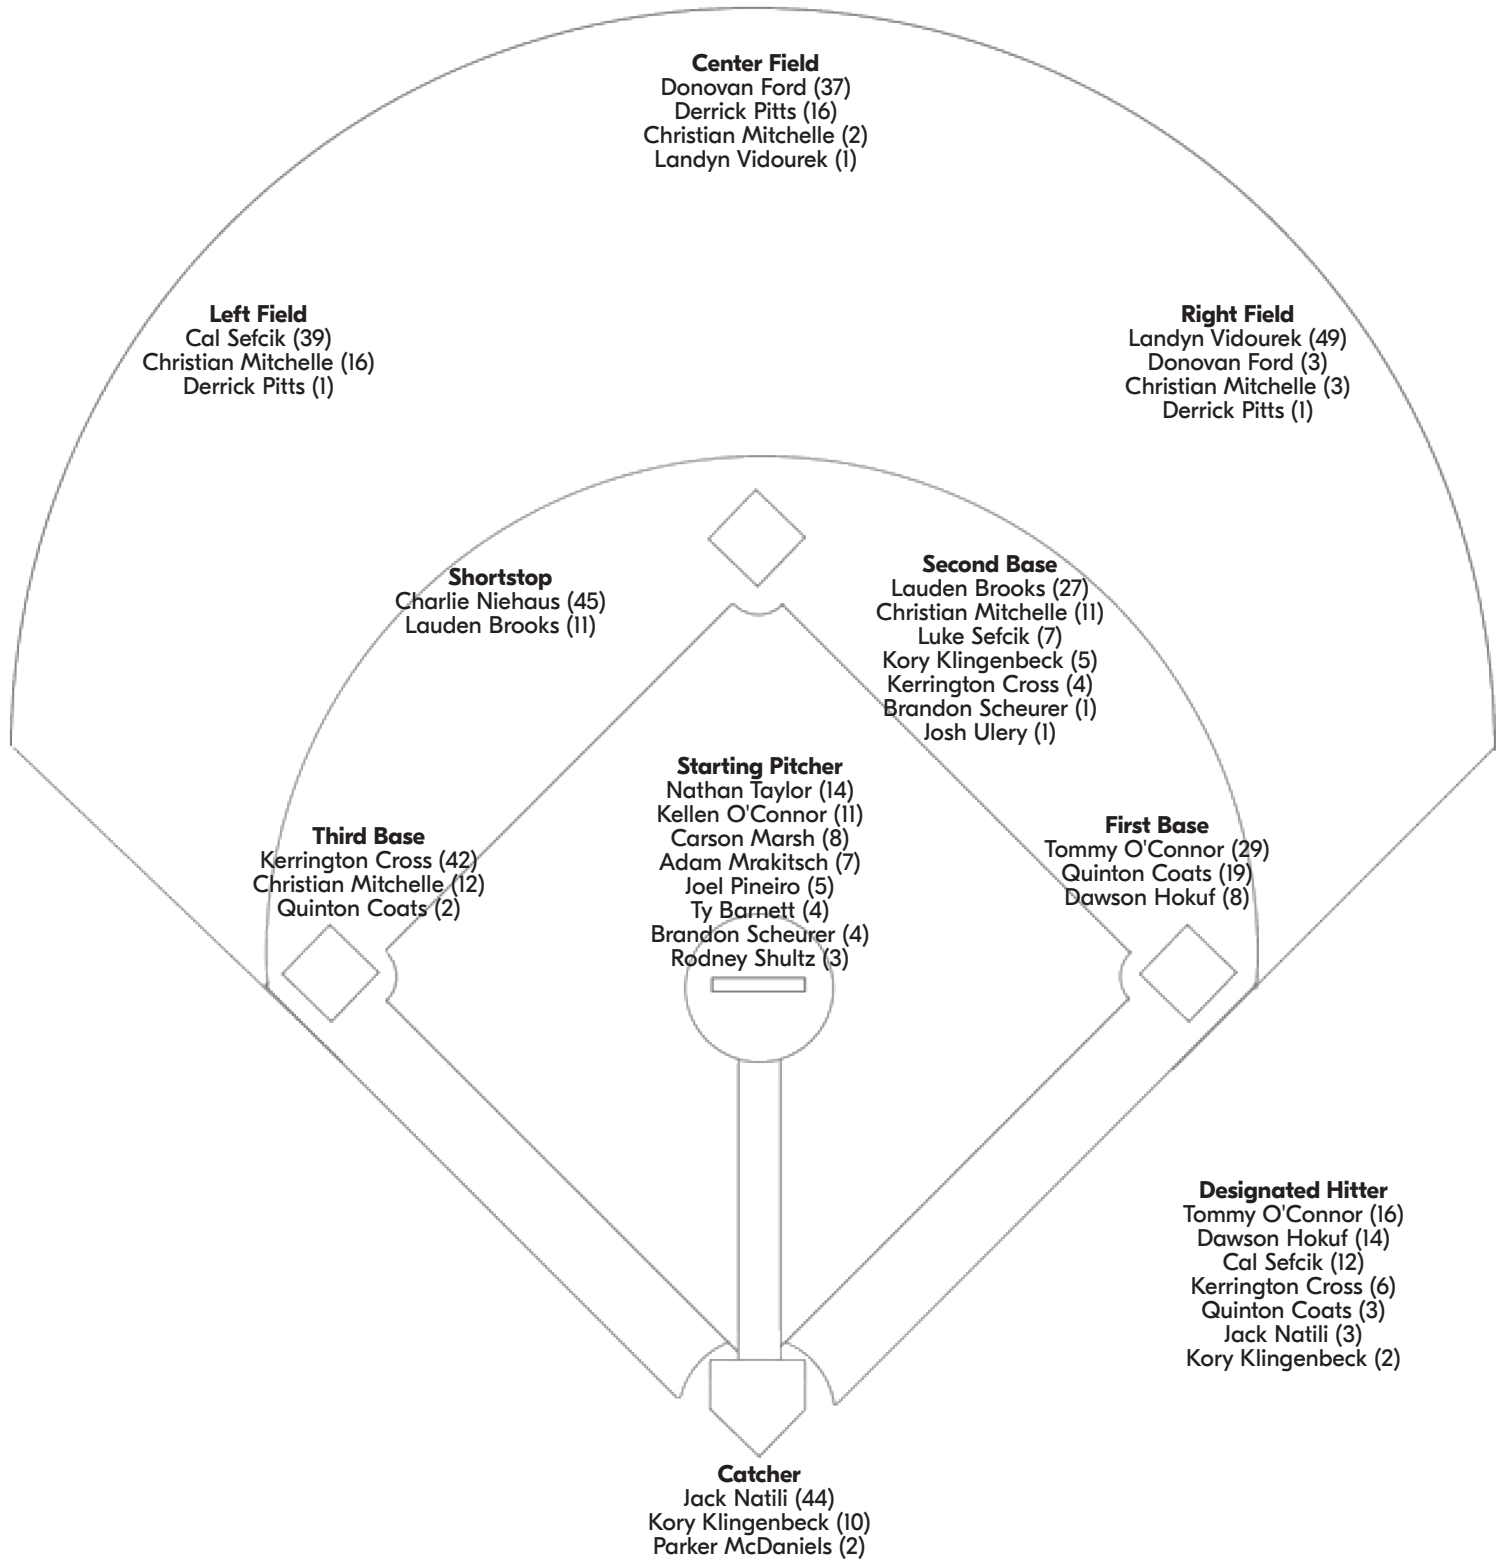 Center Field
Donovan Ford (37)
Derrick Pitts (16)
Christian Mitchelle (2)
Landyn Vidourek (1)
Left Field
Cal Sefcik (39)
Christian Mitchelle (16)
Derrick Pitts (1)
Right Field
Landyn Vidourek (49)
Donovan Ford (3)
Christian Mitchelle (3)
Derrick Pitts (1)
Shortstop
Charlie Niehaus (45)
Lauden Brooks (11)
Second Base
Lauden Brooks (27)
Christian Mitchelle (11)
Luke Sefcik (7)
Kory Klingenbeck (5)
Kerrington Cross (4)
Brandon Scheurer (1)
Josh Ulery (1)
Starting Pitcher
Nathan Taylor (14)
Kellen O'Connor (11)
Carson Marsh (8)
Adam Mrakitsch (7)
Joel Pineiro (5)
Ty Barnett (4)
Brandon Scheurer (4)
Rodney Shultz (3)
Third Base
Kerrington Cross (42)
Christian Mitchelle (12)
Quinton Coats (2)
First Base
Tommy O'Connor (29)
Quinton Coats (19)
Dawson Hokuf (8)
Designated Hitter
Tommy O'Connor (16)
Dawson Hokuf (14)
Cal Sefcik (12)
Kerrington Cross (6)
Quinton Coats (3)
Jack Natili (3)
Kory Klingenbeck (2)
Catcher
Jack Natili (44)
Kory Klingenbeck (10)
Parker McDaniels (2)